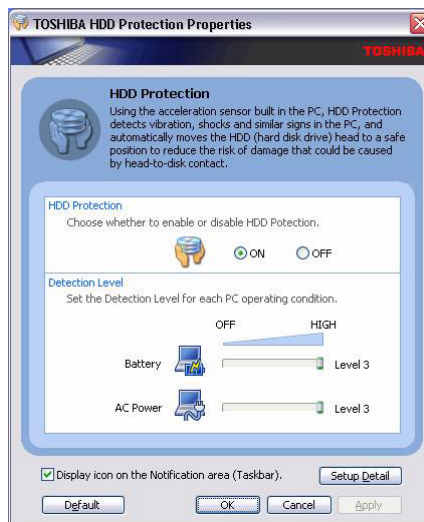 TOSHIBA HDD Protection Properties
TOSHIBA
HDD Protection
Using the acceleration sensor built in the PC, HDD Protection
detects vibration, shocks and similar signs in the PC, and
automatically moves the HDD (hard disk drive) head to a safe
position to reduce the risk of damage that could be caused
by head-to-disk contact.
HDD Protection
Choose whether to enable or disable HDD Potection.
ON OFF
Detection Level
Set the Detection Level for each PC operating condition.
OFF HIGH
Battery Level 3
AC Power Level 3
Display icon on the Notification area (Taskbar).
Setup Detail
Default OK Cancel Apply